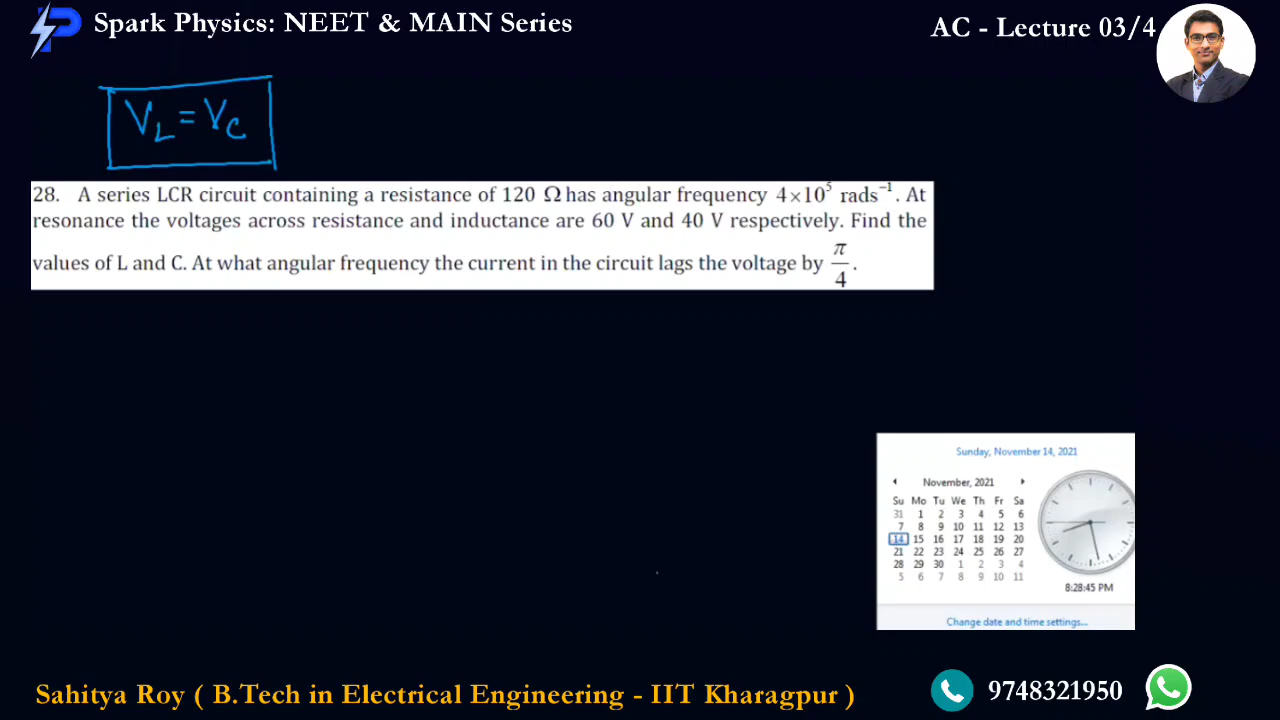 Spark Physics: NEET & MAIN Series
AC - Lecture 03/4
V_L = V_C
28. A series LCR circuit containing a resistance of 120 Ω has angular frequency 4×10⁵ rads⁻¹. At
resonance the voltages across resistance and inductance are 60 V and 40 V respectively. Find the
values of L and C. At what angular frequency the current in the circuit lags the voltage by π/4.
Sunday, November 14, 2021
November, 2021
Su Mo Tu We Th Fr Sa
31 1 2 3 4 5 6
7 8 9 10 11 12 13
14 15 16 17 18 19 20
21 22 23 24 25 26 27
28 29 30 1 2 3 4
5 6 7 8 9 10 11
8:28:45 PM
Change date and time settings...
Sahitya Roy ( B.Tech in Electrical Engineering - IIT Kharagpur )
9748321950